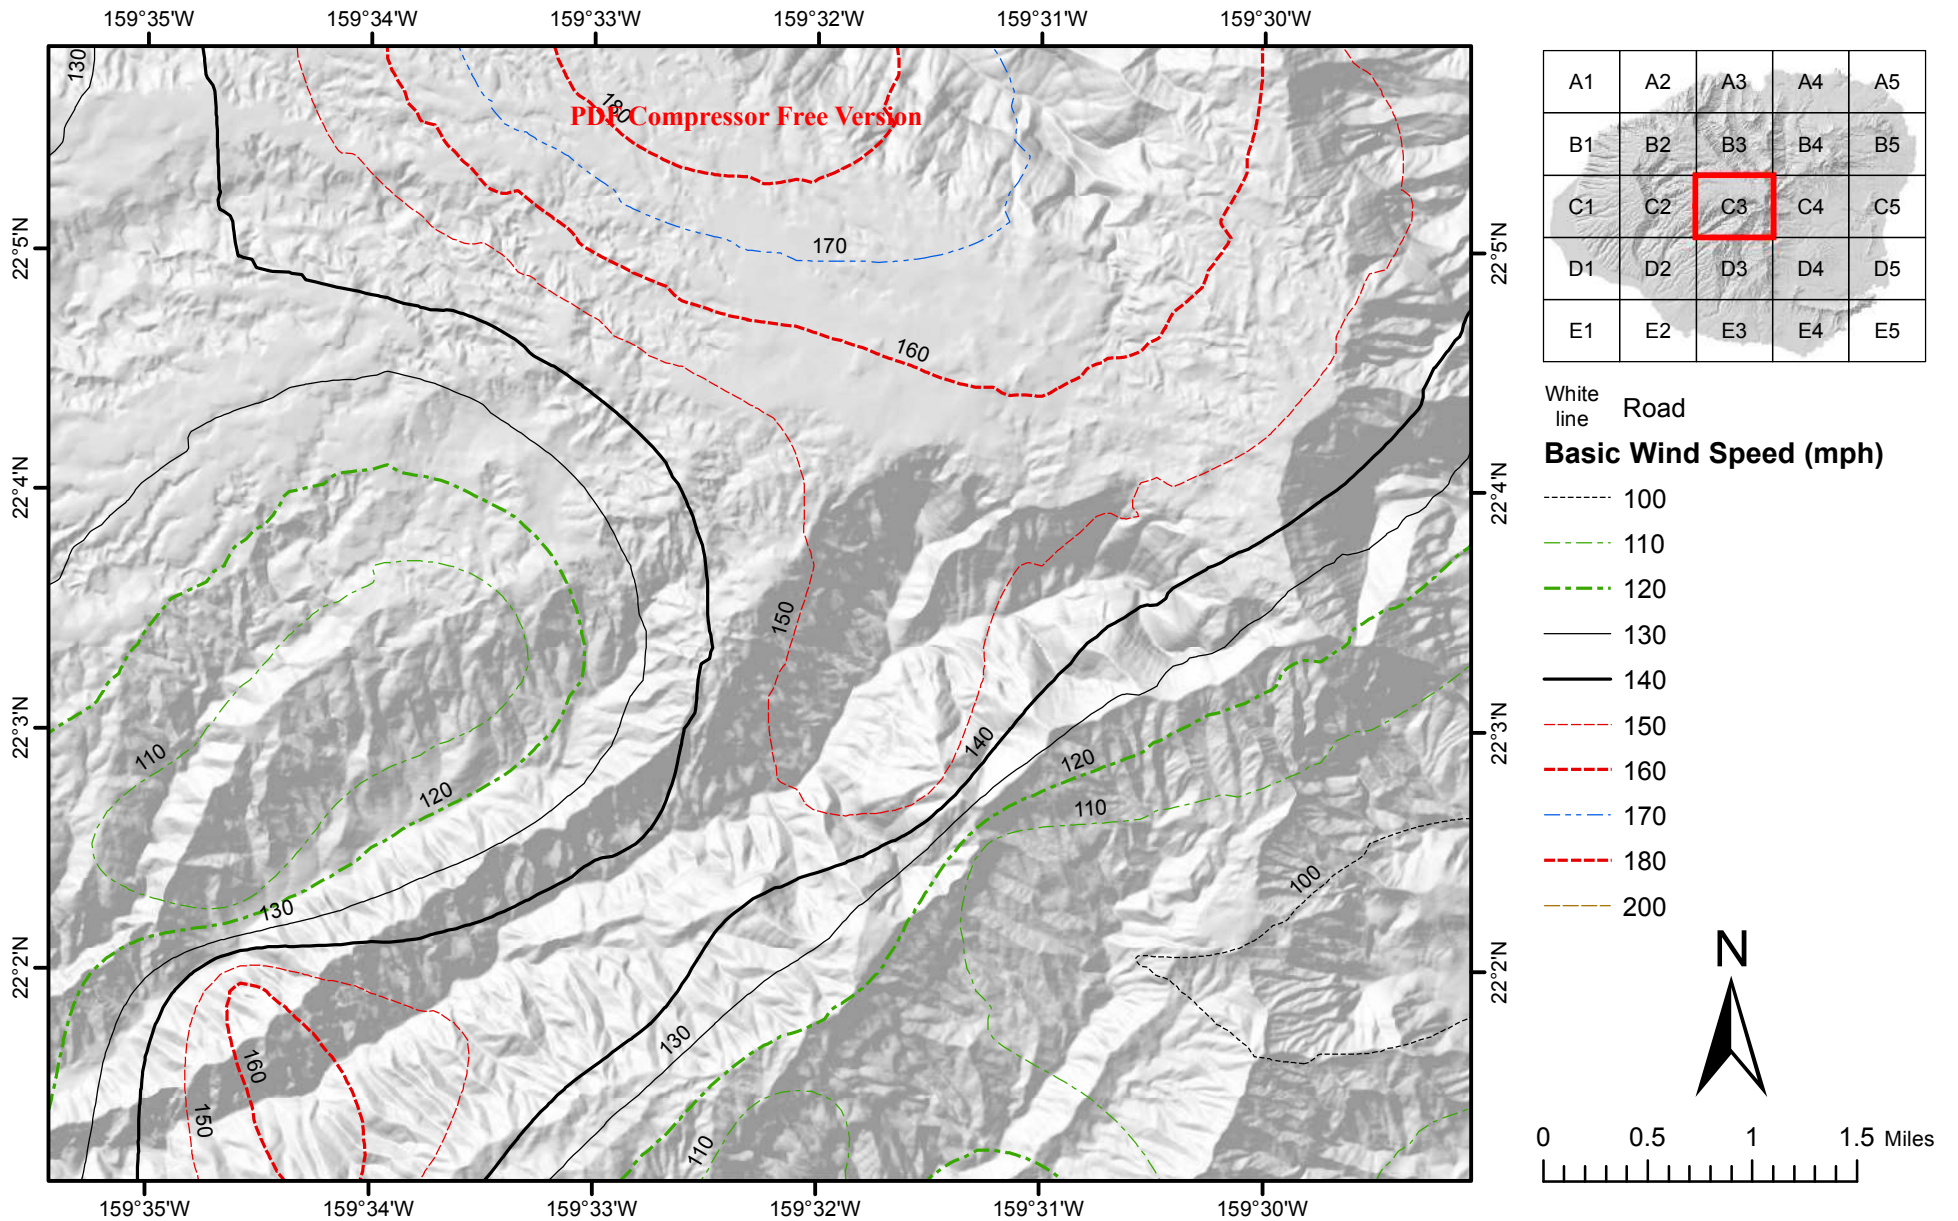 159°35'W 159°34'W 159°33'W 159°32'W 159°31'W 159°30'W
130
180
PDF Compressor Free Version
22°5'N
170
22°5'N
160
22°4'N
22°4'N
150
22°3'N
22°3'N
110
140
120
120
110
100
130
22°2'N
22°2'N
130
160
150
110
159°35'W 159°34'W 159°33'W 159°32'W 159°31'W 159°30'W
A1 A2 A3 A4 A5
B1 B2 B3 B4 B5
C1 C2 C3 C4 C5
D1 D2 D3 D4 D5
E1 E2 E3 E4 E5
White
line Road
Basic Wind Speed (mph)
100
110
120
130
140
150
160
170
180
200
N
0 0.5 1 1.5 Miles